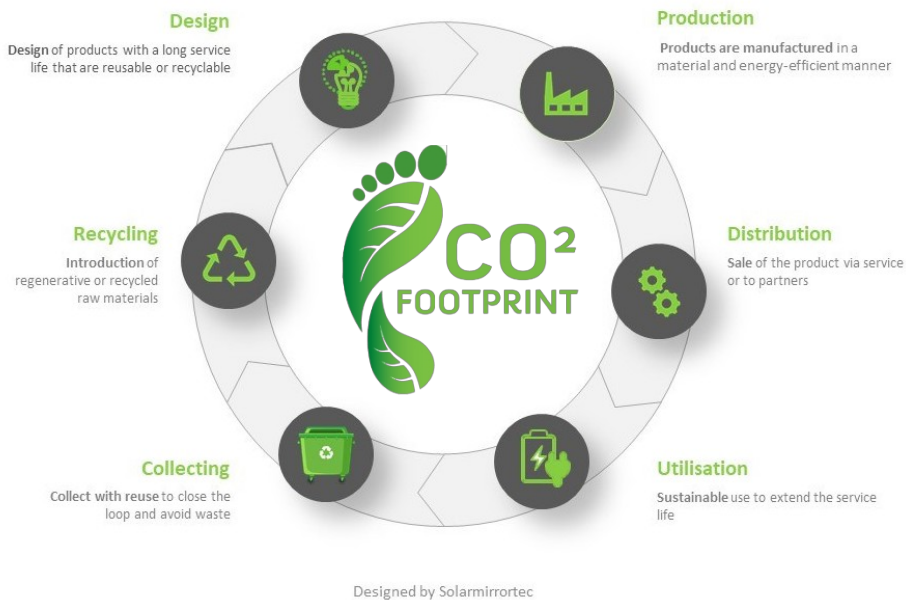 Design
Design of products with a long service
life that are reusable or recyclable
Production
Products are manufactured in a
material and energy-efficient manner
Recycling
Introduction of
regenerative or recycled
raw materials
CO²
FOOTPRINT
Distribution
Sale of the product via service
or to partners
Collecting
Collect with reuse to close the
loop and avoid waste
Utilisation
Sustainable use to extend the service
life
Designed by Solarmirrortec